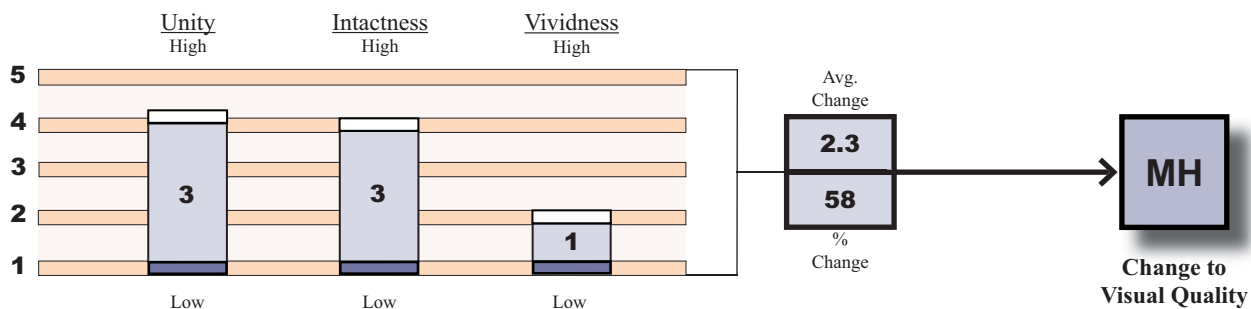 Unity
High
Intactness
High
Vividness
High
5
4
3
2
1
3
3
1
Low
Low
Low
Avg.
Change
2.3
58
%
Change
MH
Change to
Visual Quality